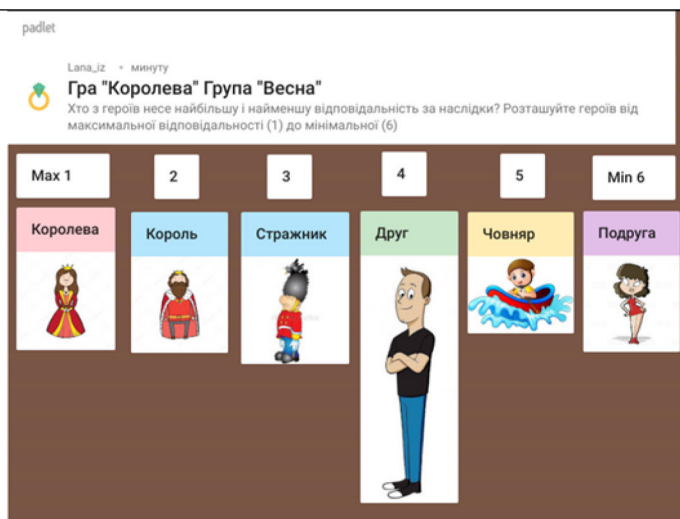 padlet
Lana_iz • минуту
Гра "Королева" Група "Весна"
Хто з героїв несе найбільшу і найменшу відповідальність за наслідки? Розташуйте героїв від
максимальної відповідальності (1) до мінімальної (6)
Max 1
2
3
4
5
Min 6
Королева
Король
Стражник
Друг
Човняр
Подруга